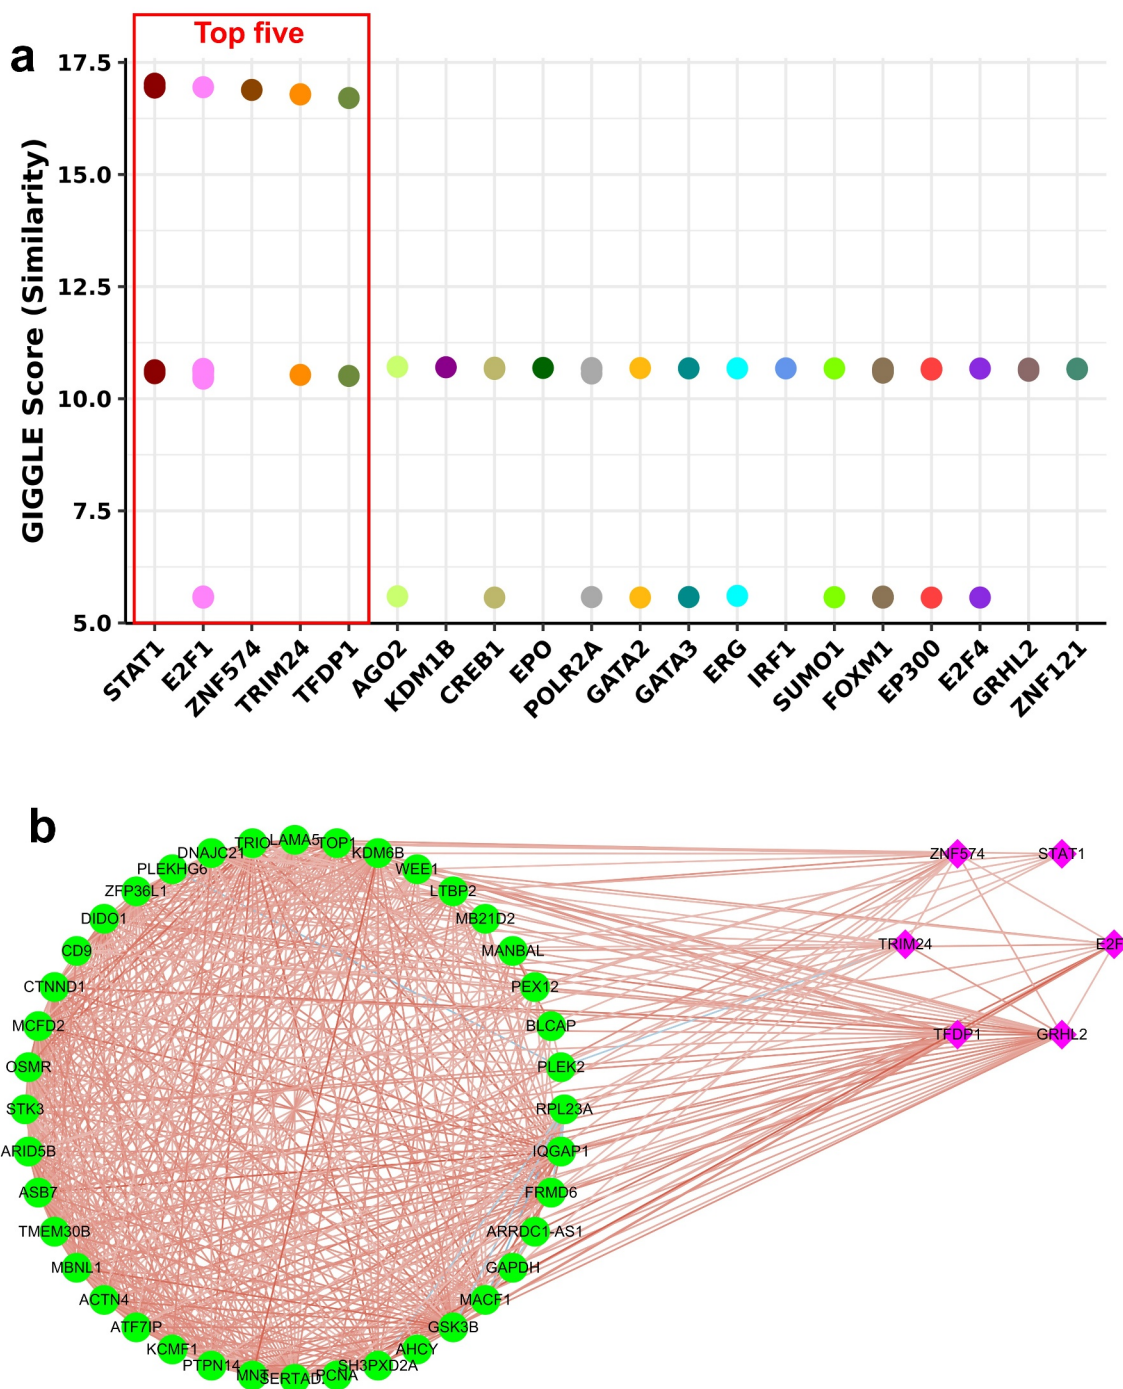 a
Top five
GIGGLE Score (Similarity)
17.5
15.0
12.5
10.0
7.5
5.0
STAT1
E2F1
ZNF574
TRIM24
TFDP1
AGO2
KDM1B
CREB1
EPO
POLR2A
GATA2
GATA3
ERG
IRF1
SUMO1
FOXM1
EP300
E2F4
GRHL2
ZNF121
b
LAMA5
TRIO
TOP1
DNAJC21
KDM6B
PLEKHG6
WEE1
ZFP36L1
LTBP2
DIDO1
MB21D2
CD9
MANBAL
CTNND1
PEX12
MCFD2
BLCAP
OSMR
PLEK2
STK3
RPL23A
ARID5B
IQGAP1
ASB7
FRMD6
TMEM30B
ARRDC1-AS1
MBNL1
GAPDH
ACTN4
MACF1
ATF7IP
GSK3B
KCMF1
AHCY
PTPN14
SH3PXD2A
MNT
PCNA
ZNF574
STAT1
TRIM24
TFDP1
GRHL2